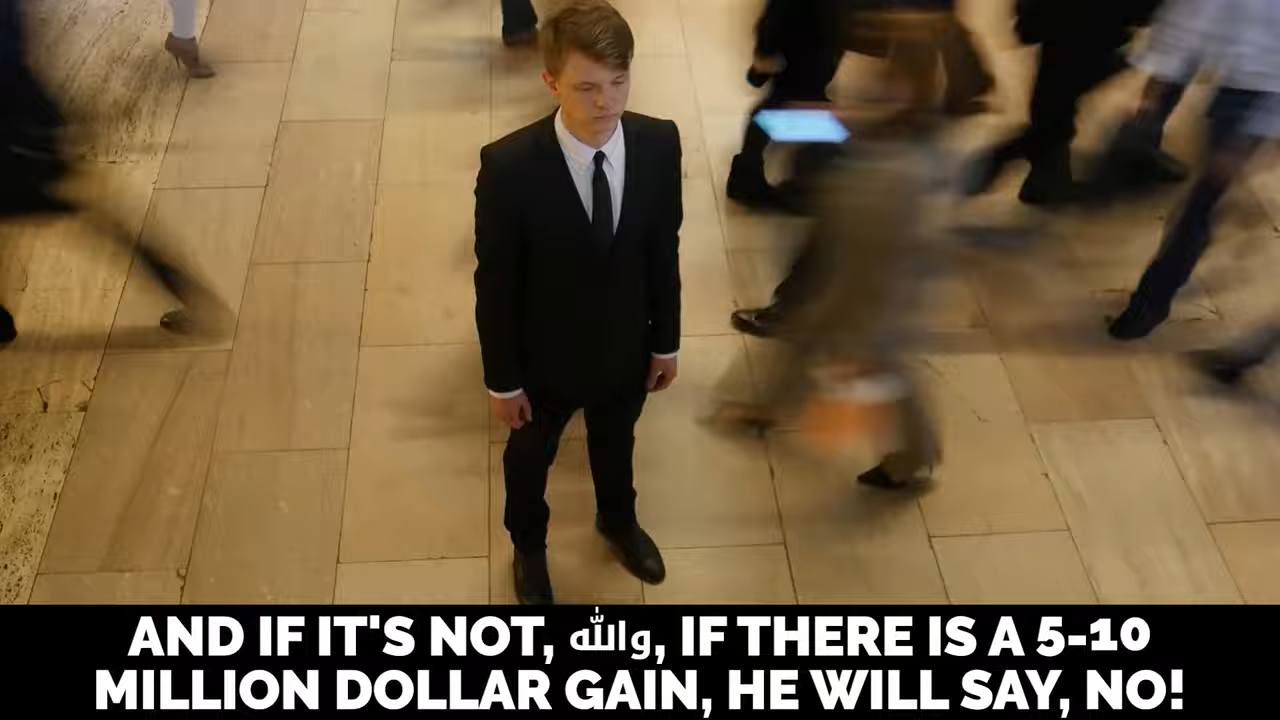 AND IF IT'S NOT, والله, IF THERE IS A 5-10
MILLION DOLLAR GAIN, HE WILL SAY, NO!